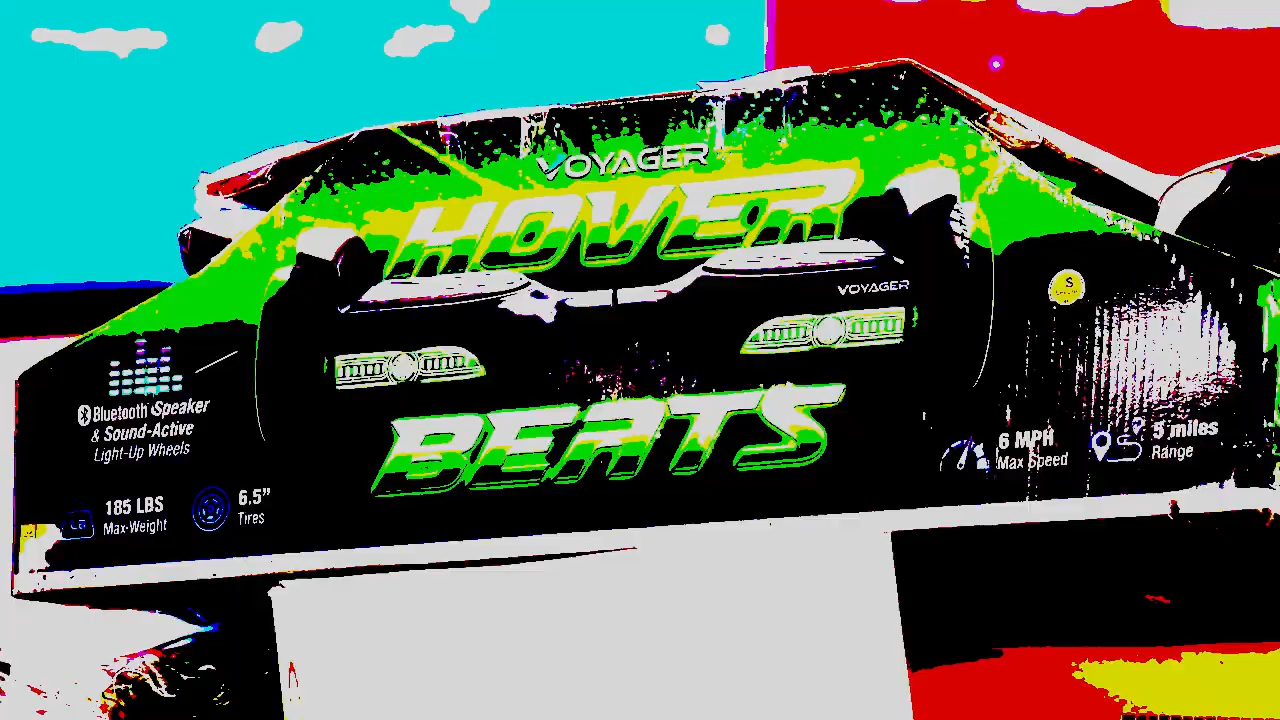 VOYAGER
HOVER
VOYAGER
BEATS
Bluetooth Speaker
& Sound-Active
Light-Up Wheels
185 LBS
Max-Weight
6.5"
Tires
6 MPH
Max Speed
5 miles
Range